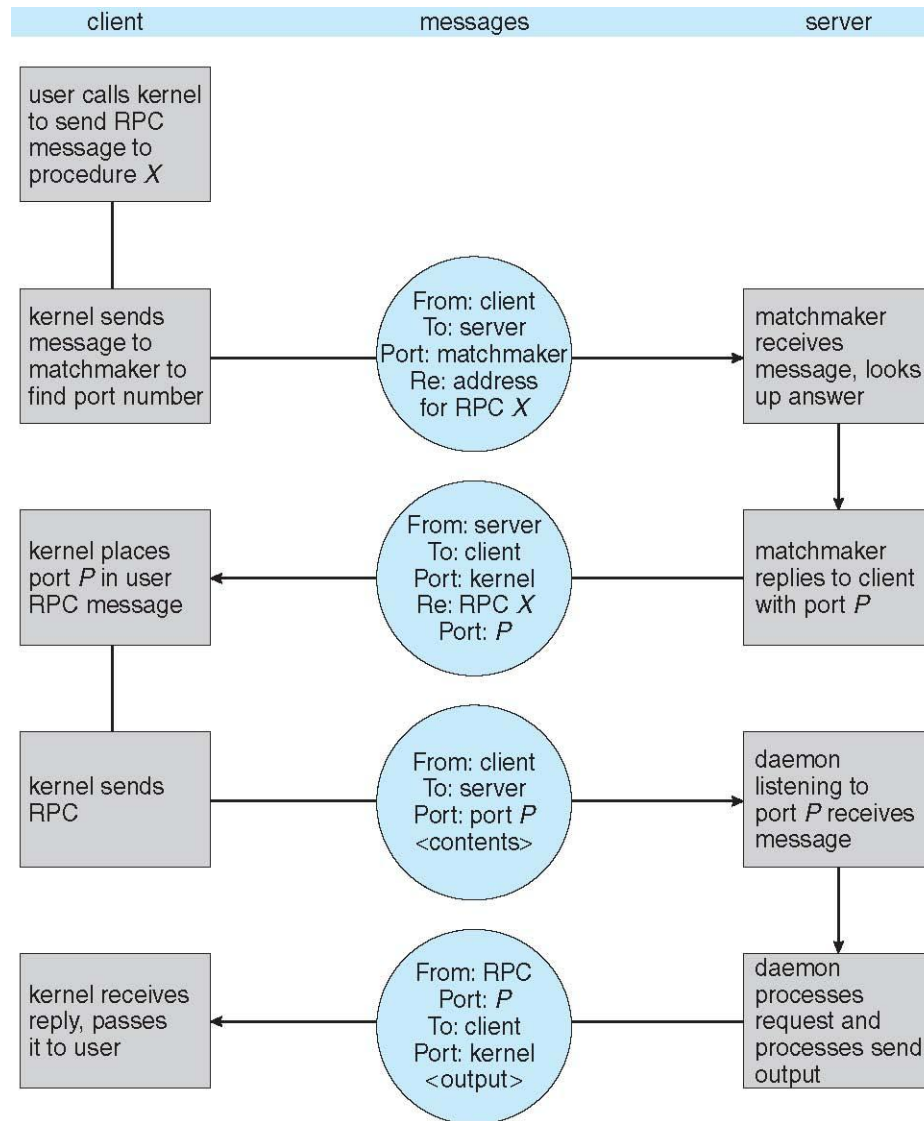 client
messages
server
user calls kernel
to send RPC
message to
procedure X
kernel sends
message to
matchmaker to
find port number
From: client
To: server
Port: matchmaker
Re: address
for RPC X
matchmaker
receives
message, looks
up answer
kernel places
port P in user
RPC message
From: server
To: client
Port: kernel
Re: RPC X
Port: P
matchmaker
replies to client
with port P
kernel sends
RPC
From: client
To: server
Port: port P
<contents>
daemon
listening to
port P receives
message
kernel receives
reply, passes
it to user
From: RPC
Port: P
To: client
Port: kernel
<output>
daemon
processes
request and
processes send
output